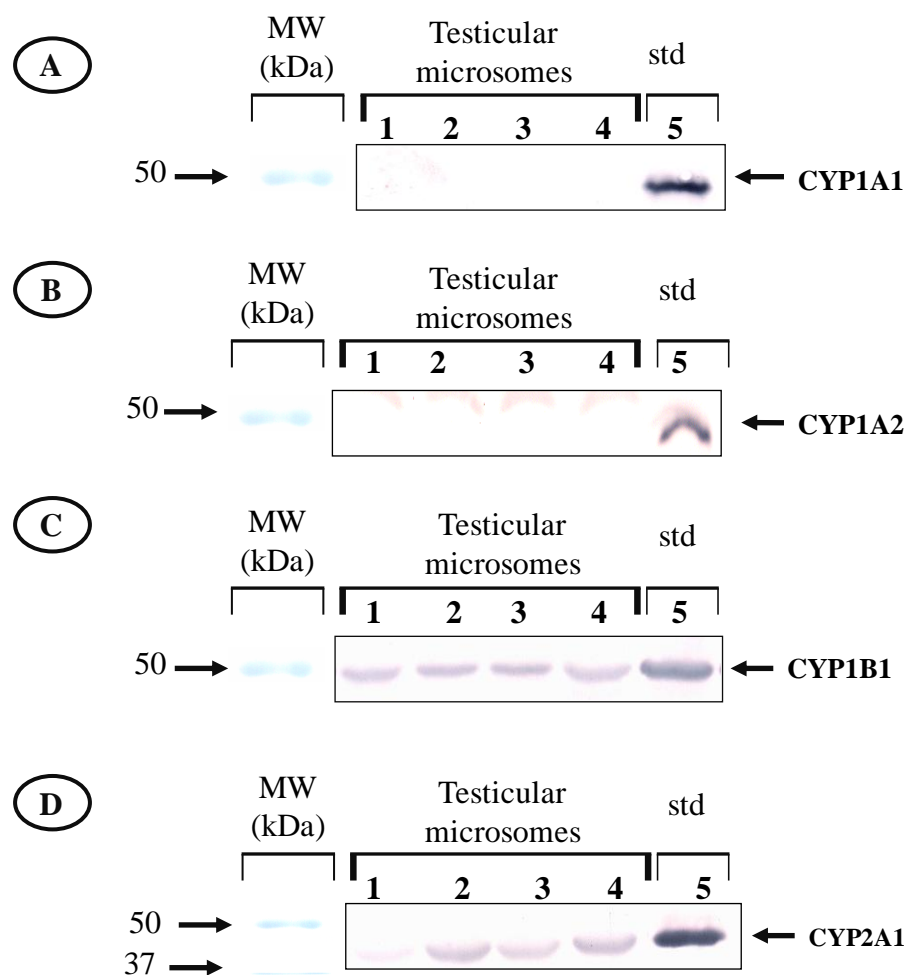 A
MW
(kDa)
Testicular
microsomes
std
1 2 3 4 5
50
CYP1A1
B
MW
(kDa)
Testicular
microsomes
std
1 2 3 4 5
50
CYP1A2
C
MW
(kDa)
Testicular
microsomes
std
1 2 3 4 5
50
CYP1B1
D
MW
(kDa)
Testicular
microsomes
std
1 2 3 4 5
50
CYP2A1
37